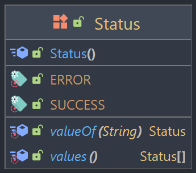 Status
Status()
ERROR
SUCCESS
valueOf(String) Status
values() Status[]